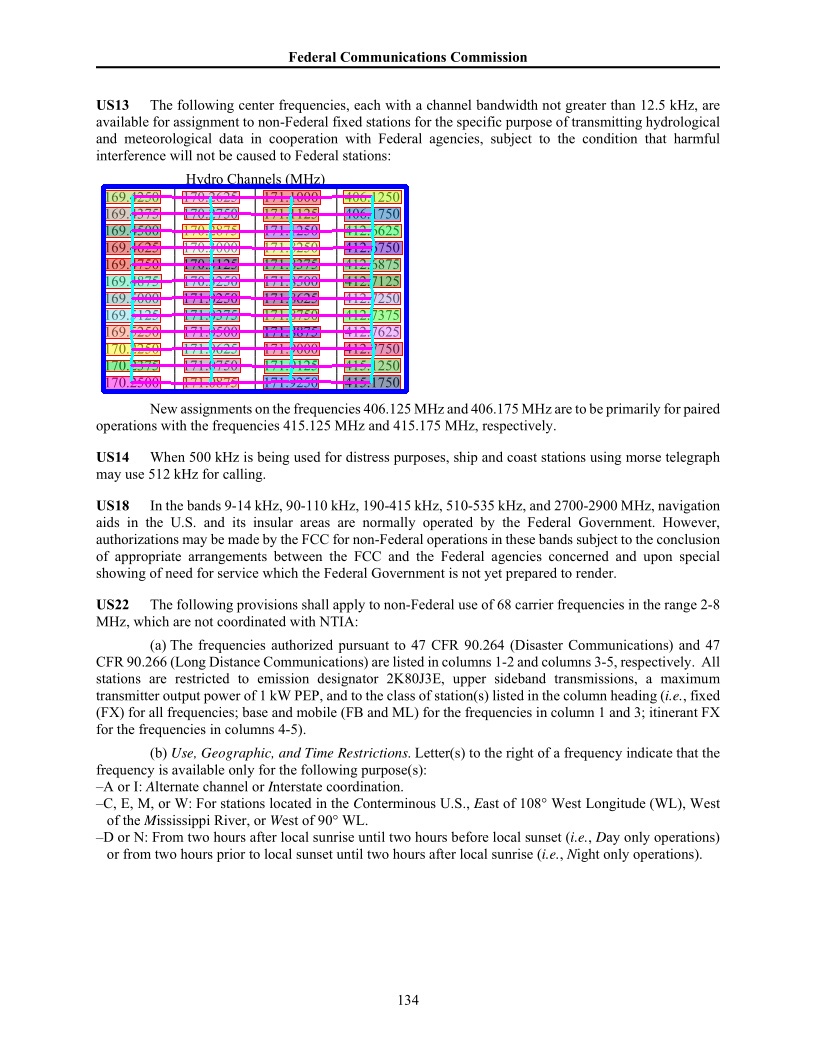 Federal Communications Commission
US13 The following center frequencies, each with a channel bandwidth not greater than 12.5 kHz, are
available for assignment to non-Federal fixed stations for the specific purpose of transmitting hydrological
and meteorological data in cooperation with Federal agencies, subject to the condition that harmful
interference will not be caused to Federal stations:
Hydro Channels (MHz)
169.4250 170.2625 171.1000 406.1250
169.4375 170.2750 171.1125 406.1750
169.4500 170.2875 171.1250 412.6625
169.4625 170.3000 171.8250 412.6750
169.4750 170.3125 171.8375 412.6875
169.4875 170.3250 171.8500 412.7125
169.5000 171.0250 171.8625 412.7250
169.5125 171.0375 171.8750 412.7375
169.5250 171.0500 171.8875 412.7625
170.2250 171.0625 171.9000 412.7750
170.2375 171.0750 171.9125 415.1250
170.2500 171.0875 171.9250 415.1750
New assignments on the frequencies 406.125 MHz and 406.175 MHz are to be primarily for paired
operations with the frequencies 415.125 MHz and 415.175 MHz, respectively.
US14 When 500 kHz is being used for distress purposes, ship and coast stations using morse telegraph
may use 512 kHz for calling.
US18 In the bands 9-14 kHz, 90-110 kHz, 190-415 kHz, 510-535 kHz, and 2700-2900 MHz, navigation
aids in the U.S. and its insular areas are normally operated by the Federal Government. However,
authorizations may be made by the FCC for non-Federal operations in these bands subject to the conclusion
of appropriate arrangements between the FCC and the Federal agencies concerned and upon special
showing of need for service which the Federal Government is not yet prepared to render.
US22 The following provisions shall apply to non-Federal use of 68 carrier frequencies in the range 2-8
MHz, which are not coordinated with NTIA:
(a) The frequencies authorized pursuant to 47 CFR 90.264 (Disaster Communications) and 47
CFR 90.266 (Long Distance Communications) are listed in columns 1-2 and columns 3-5, respectively. All
stations are restricted to emission designator 2K80J3E, upper sideband transmissions, a maximum
transmitter output power of 1 kW PEP, and to the class of station(s) listed in the column heading (i.e., fixed
(FX) for all frequencies; base and mobile (FB and ML) for the frequencies in column 1 and 3; itinerant FX
for the frequencies in columns 4-5).
(b) Use, Geographic, and Time Restrictions. Letter(s) to the right of a frequency indicate that the
frequency is available only for the following purpose(s):
–A or I: Alternate channel or Interstate coordination.
–C, E, M, or W: For stations located in the Conterminous U.S., East of 108° West Longitude (WL), West
of the Mississippi River, or West of 90° WL.
–D or N: From two hours after local sunrise until two hours before local sunset (i.e., Day only operations)
or from two hours prior to local sunset until two hours after local sunrise (i.e., Night only operations).
134